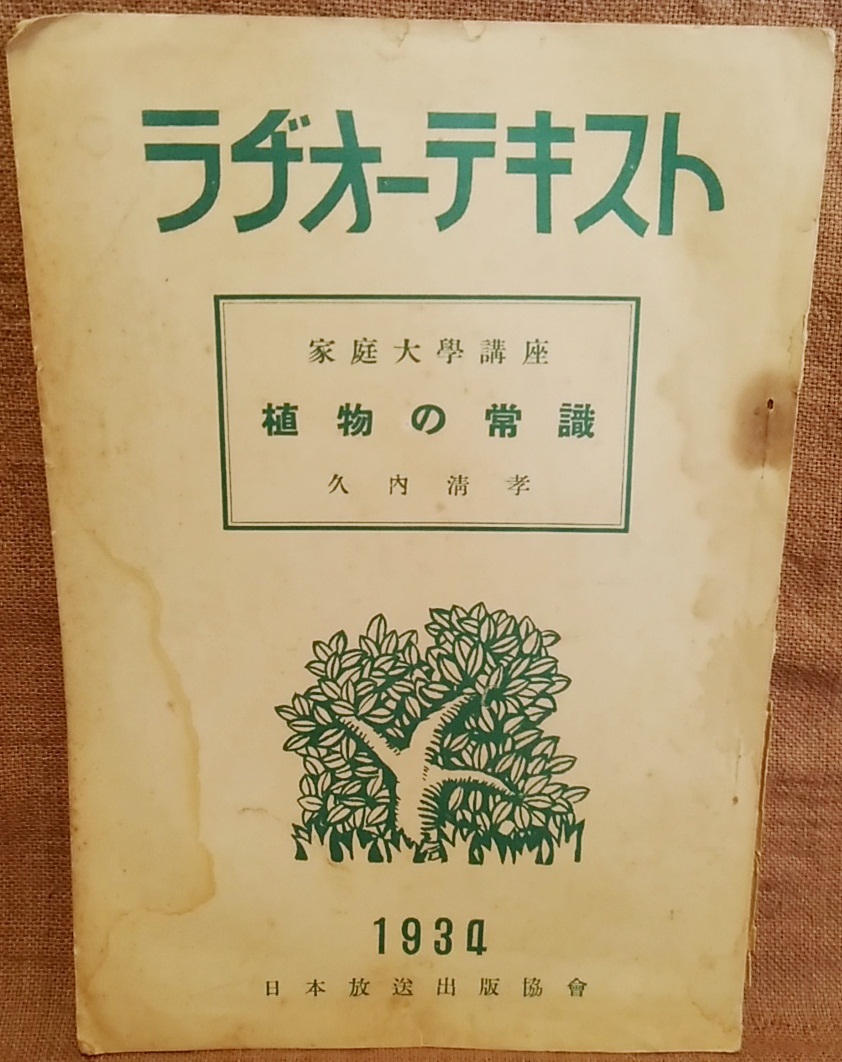 ラヂオーテキスト
家庭大學講座
植物の常識
久内清孝
1934
日本放送出版協會